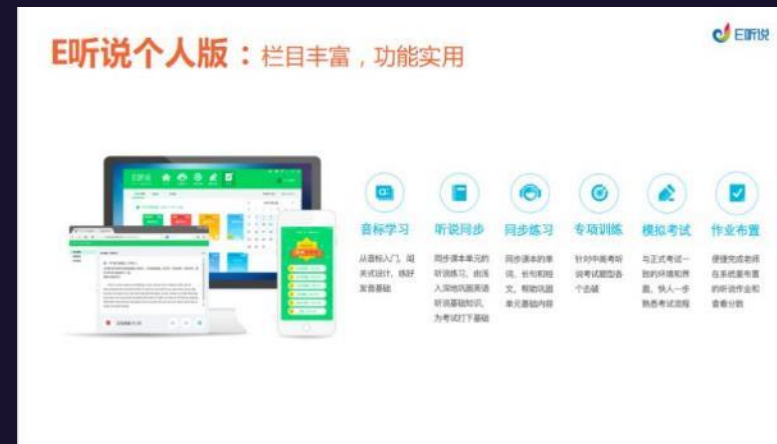 E听说个人版：栏目丰富，功能实用
E听说
音标学习
从音标入门，闯
关式设计，练好
发音基础
听说同步
同步课本单元的
听说练习，由浅
入深地巩固英语
听说基础知识，
为考试打下基础
同步练习
同步课本的单
词、长句和短
文，帮助巩固
单元基础内容
专项训练
针对中高考听
说考试题型各
个击破
模拟考试
与正式考试一
致的环境和界
面，快人一步
熟悉考试流程
作业布置
便捷完成老师
在系统里布置
的听说作业和
查看分数